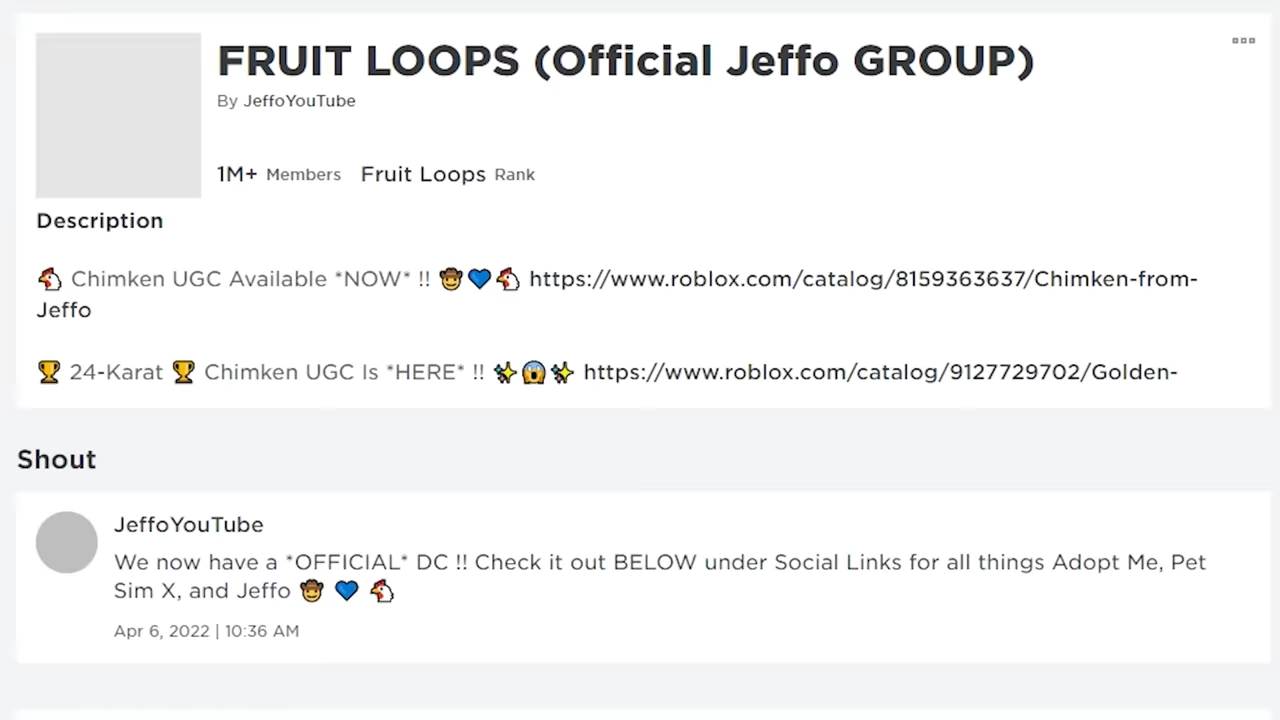 FRUIT LOOPS (Official Jeffo GROUP)
By JeffoYouTube
1M+ Members Fruit Loops Rank
Description
🐔 Chimken UGC Available *NOW* !! 🤠💙🐔 https://www.roblox.com/catalog/8159363637/Chimken-from-
Jeffo
🏆 24-Karat 🏆 Chimken UGC Is *HERE* !! ✨😱✨ https://www.roblox.com/catalog/9127729702/Golden-
Shout
JeffoYouTube
We now have a *OFFICIAL* DC !! Check it out BELOW under Social Links for all things Adopt Me, Pet
Sim X, and Jeffo 🤠 💙 🐔
Apr 6, 2022 | 10:36 AM